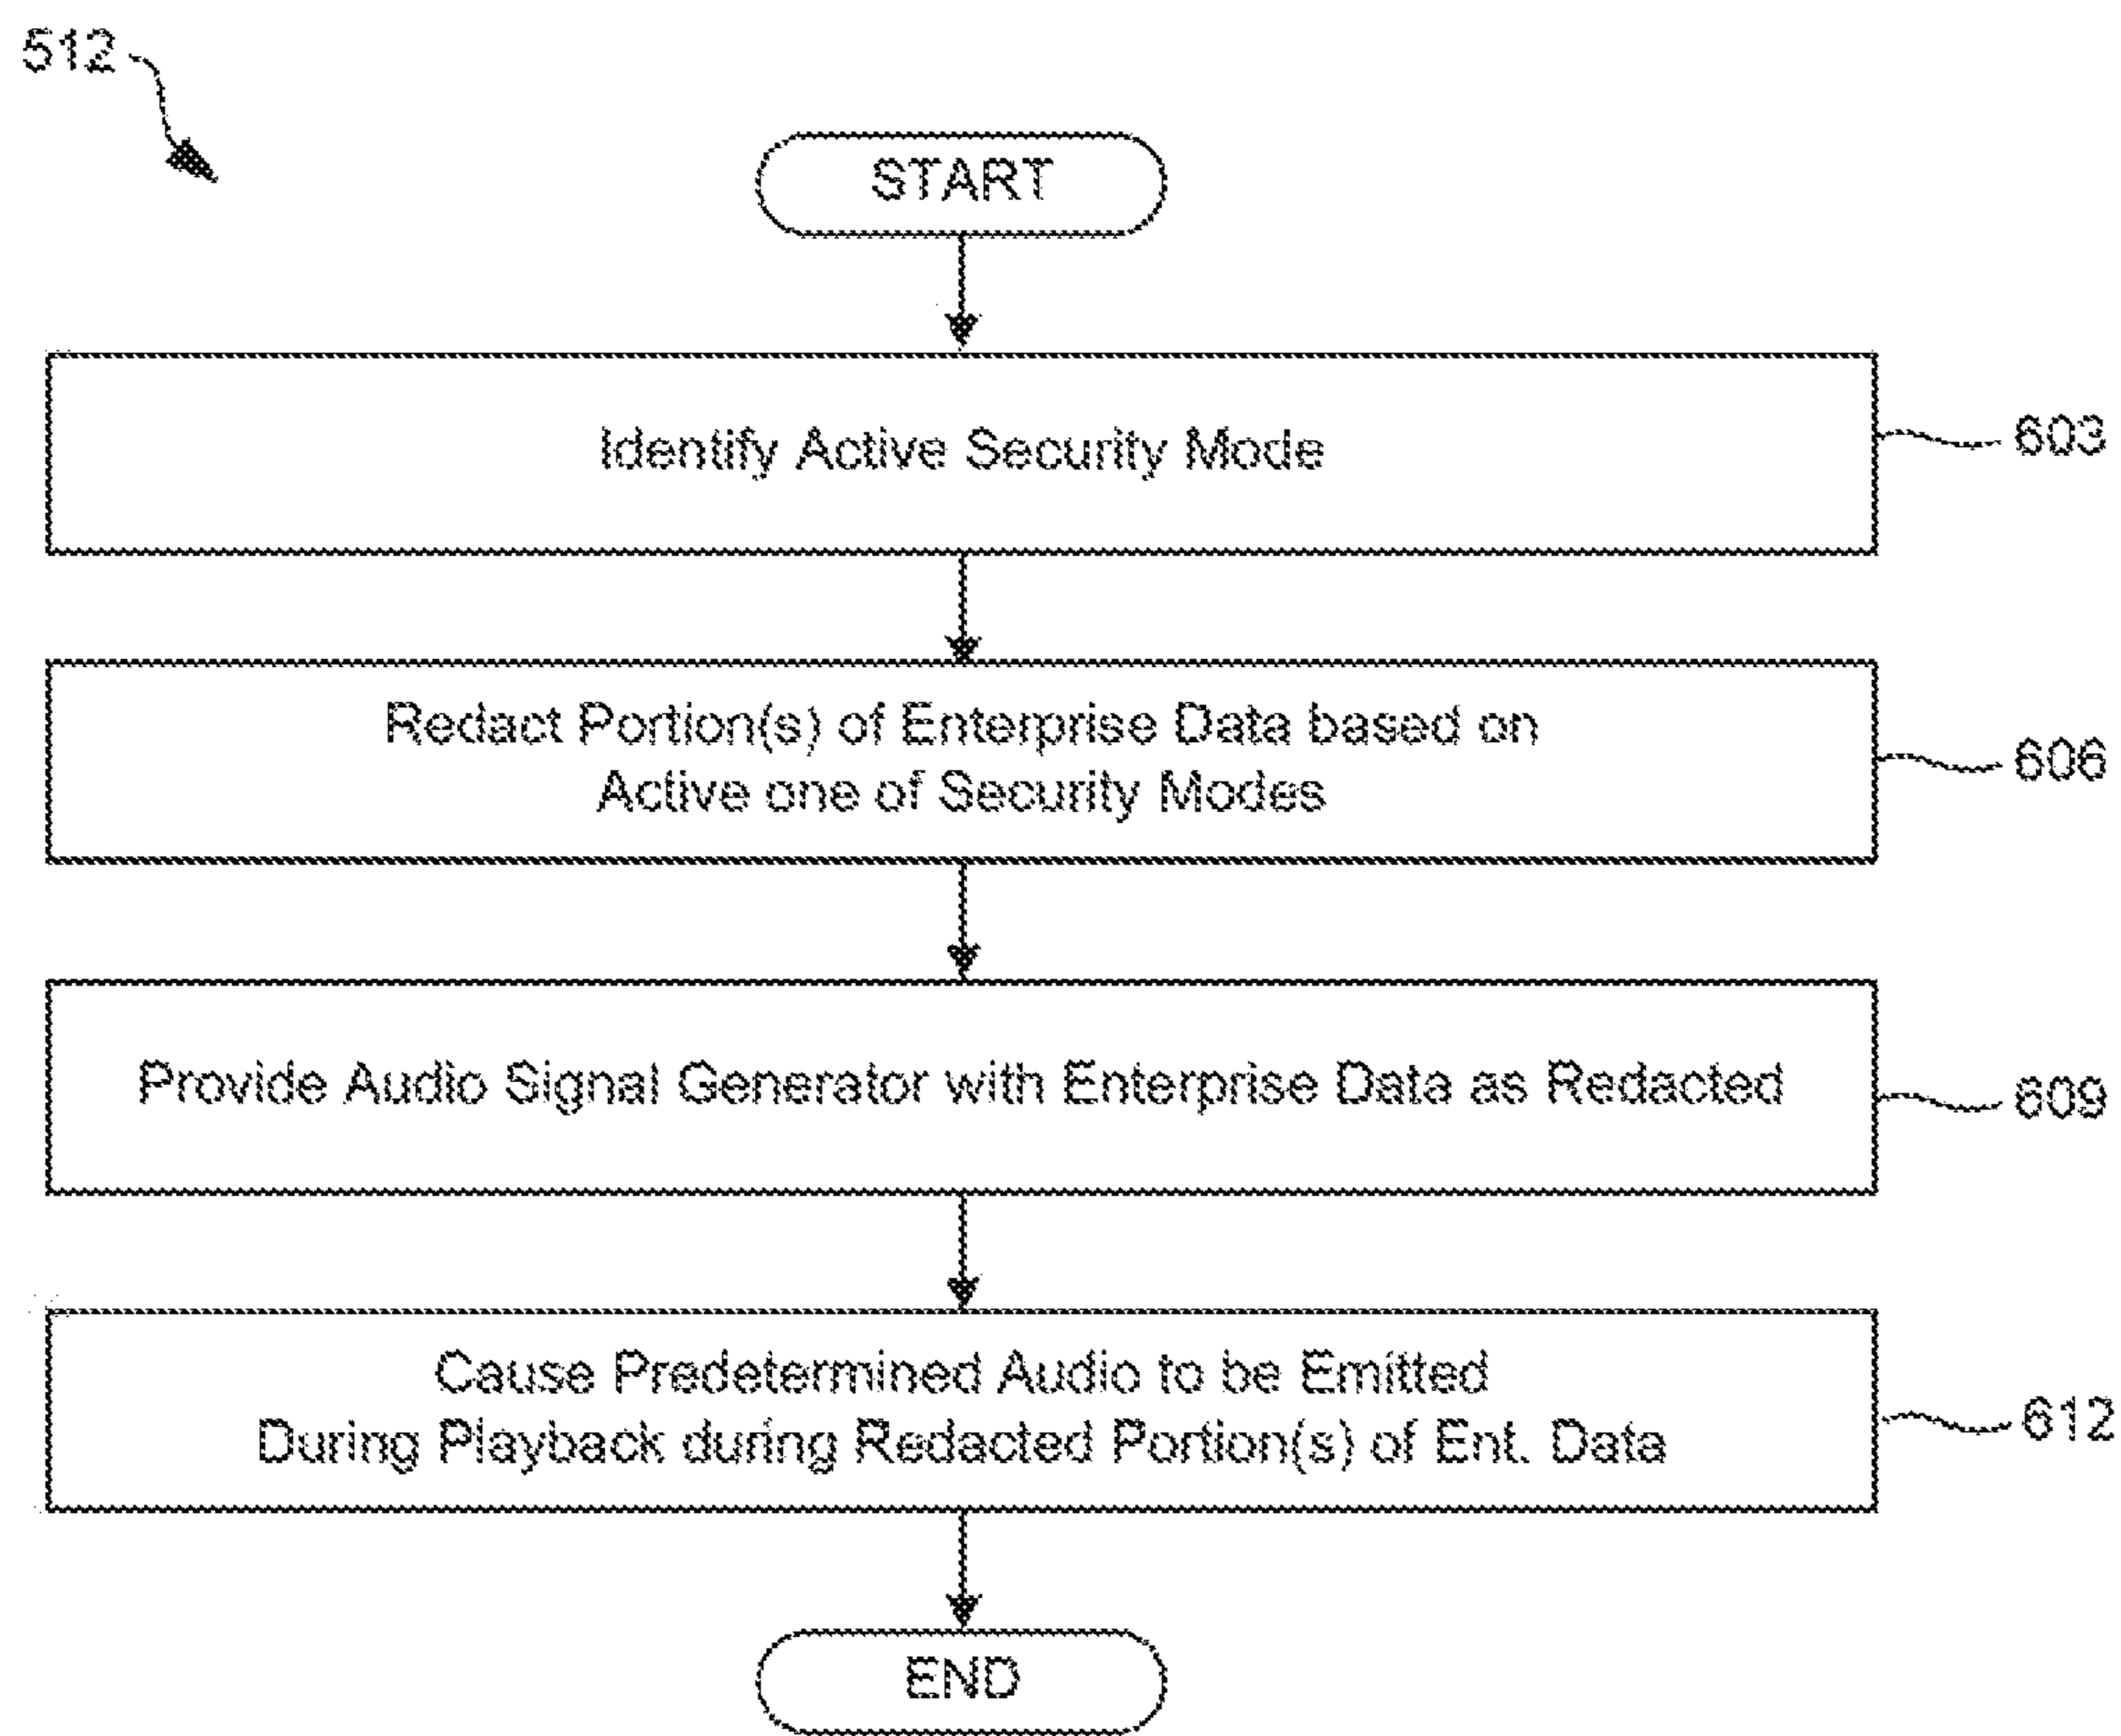 512
START
Identify Active Security Mode
603
Redact Portion(s) of Enterprise Data based on
Active one of Security Modes
606
Provide Audio Signal Generator with Enterprise Data as Redacted
609
Cause Predetermined Audio to be Emitted
During Playback during Redacted Portion(s) of Ent. Data
612
END